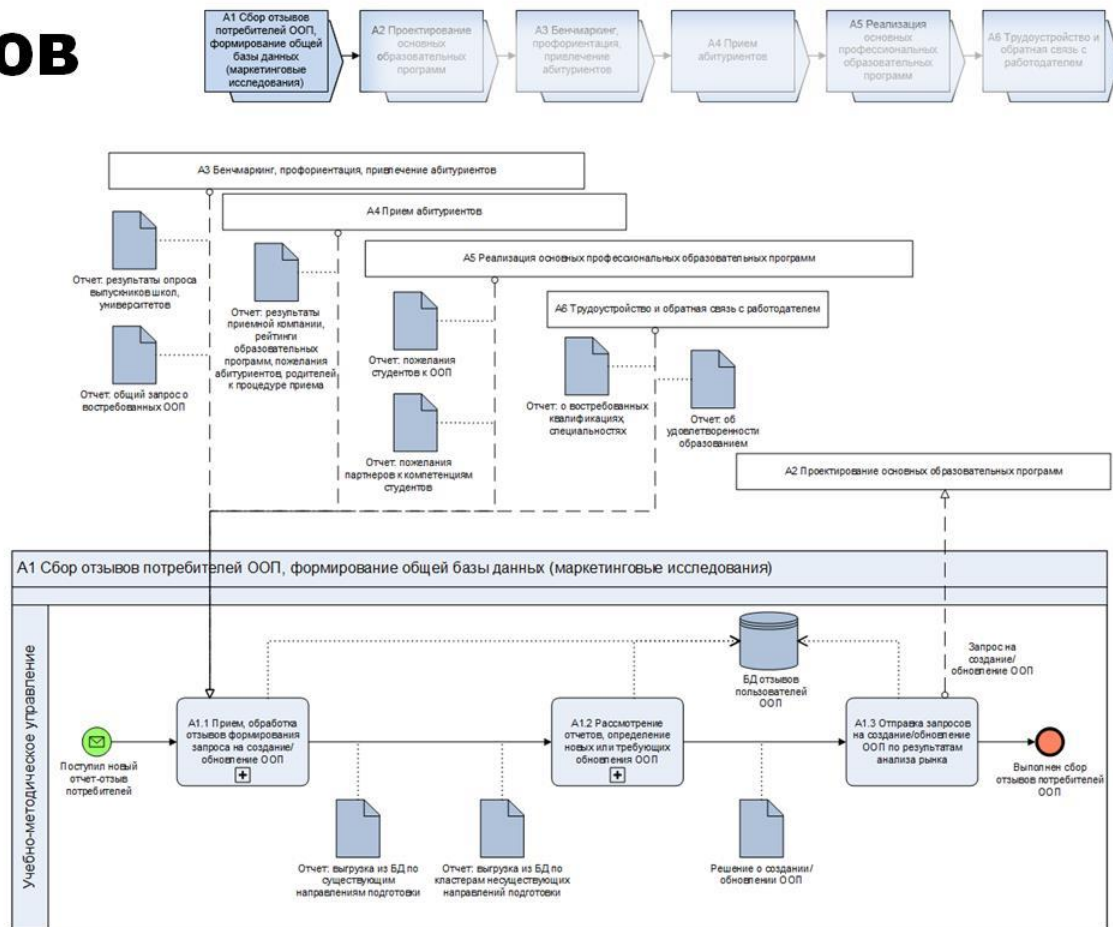 ов
А1 Сбор отзывов
потребителей ООП,
формирование общей
базы данных
(маркетинговые
исследования)
А2 Проектирование
основных
образовательных
программ
А3 Бенчмаркинг,
профориентация,
привлечение
абитуриентов
А4 Прием
абитуриентов
А5 Реализация
основных
профессиональных
образовательных
программ
А6 Трудоустройство и
обратная связь с
работодателем
А3 Бенчмаркинг, профориентация, привлечение абитуриентов
А4 Прием абитуриентов
А5 Реализация основных профессиональных образовательных программ
А6 Трудоустройство и обратная связь с работодателем
Отчет: результаты опроса
выпускников школ,
университетов
Отчет: общий запрос о
востребованных ООП
Отчет: результаты
приемной компании,
рейтинги
образовательных
программ, пожелания
абитуриентов, родителей
к процедуре приема
Отчет: пожелания
студентов к ООП
Отчет: пожелания
партнеров к компетенциям
студентов
Отчет: о востребованных
квалификациях,
специальностях
Отчет: об
удовлетворенности
образованием
А2 Проектирование основных образовательных программ
А1 Сбор отзывов потребителей ООП, формирование общей базы данных (маркетинговые исследования)
Учебно-методическое управление
Поступил новый
отчет-отзыв
потребителей
А1.1 Прием, обработка
отзывов формирования
запроса на создание/
обновление ООП
А1.2 Рассмотрение
отчетов, определение
новых или требующих
обновления ООП
БД отзывов
пользователей
ООП
Запрос на
создание/
обновление ООП
А1.3 Отправка запросов
на создание/обновление
ООП по результатам
анализа рынка
Выполнен сбор
отзывов потребителей
ООП
Отчет: выгрузка из БД по
существующим
направлениям подготовки
Отчет: выгрузка из БД по
кластерам несуществующих
направлений подготовки
Решение о создании/
обновлении ООП